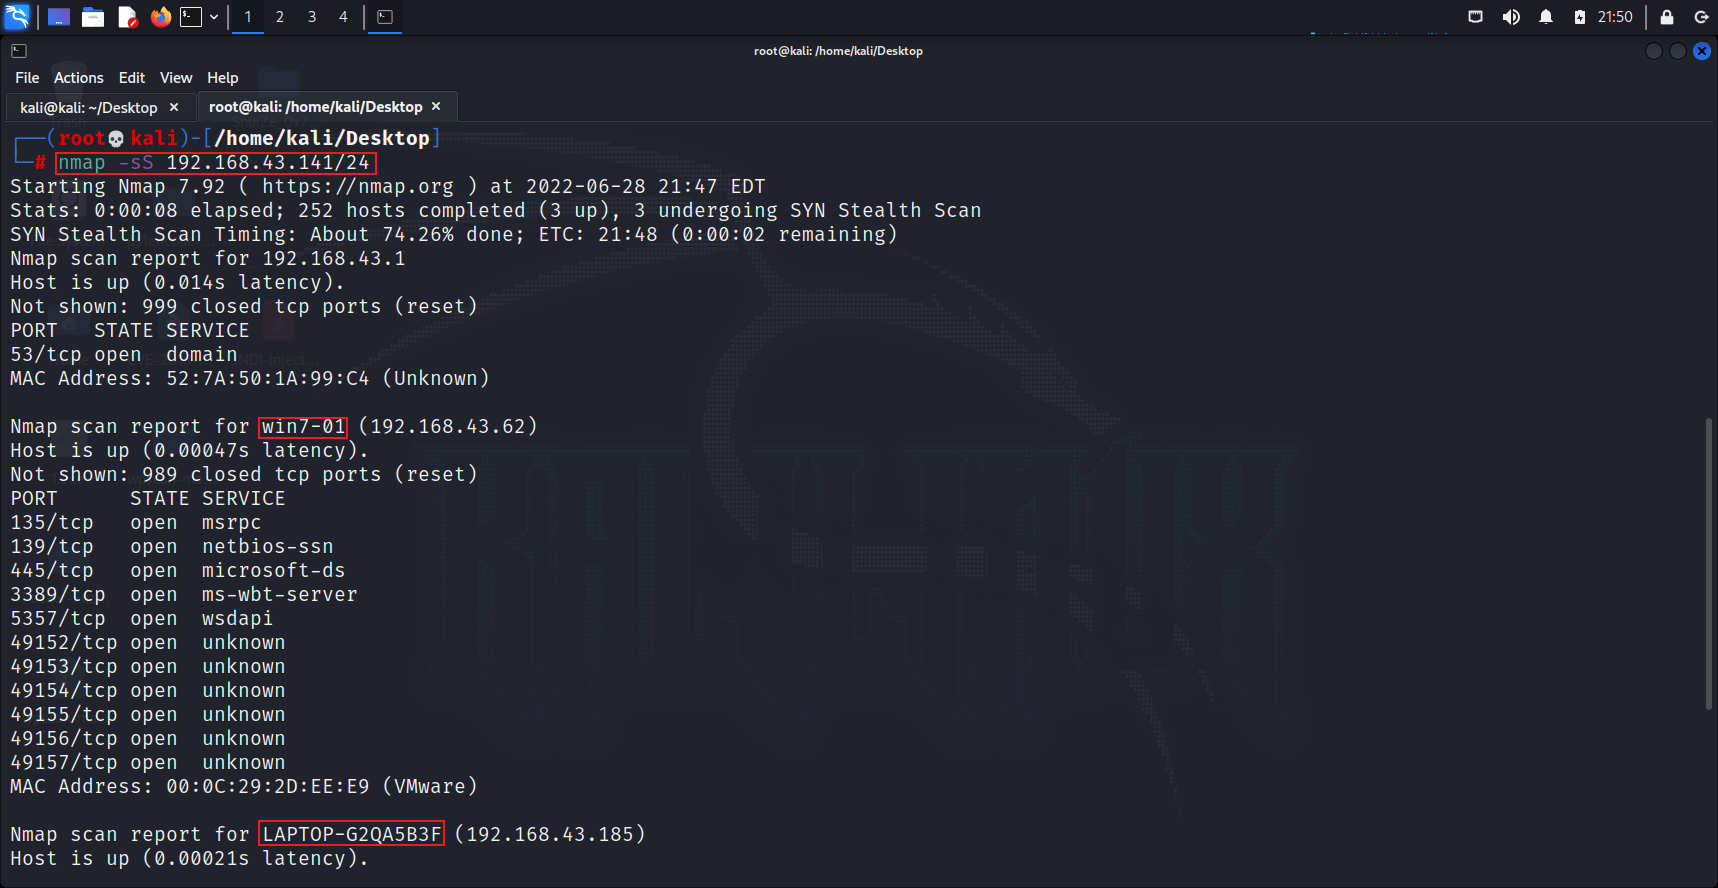 1 2 3 4 21:50
root@kali: /home/kali/Desktop
File Actions Edit View Help
kali@kali: ~/Desktop × root@kali: /home/kali/Desktop ×
┌──(root💀kali)-[/home/kali/Desktop]
└─# nmap -sS 192.168.43.141/24
Starting Nmap 7.92 ( https://nmap.org ) at 2022-06-28 21:47 EDT
Stats: 0:00:08 elapsed; 252 hosts completed (3 up), 3 undergoing SYN Stealth Scan
SYN Stealth Scan Timing: About 74.26% done; ETC: 21:48 (0:00:02 remaining)
Nmap scan report for 192.168.43.1
Host is up (0.014s latency).
Not shown: 999 closed tcp ports (reset)
PORT   STATE SERVICE
53/tcp open  domain
MAC Address: 52:7A:50:1A:99:C4 (Unknown)
Nmap scan report for win7-01 (192.168.43.62)
Host is up (0.00047s latency).
Not shown: 989 closed tcp ports (reset)
PORT      STATE SERVICE
135/tcp   open  msrpc
139/tcp   open  netbios-ssn
445/tcp   open  microsoft-ds
3389/tcp  open  ms-wbt-server
5357/tcp  open  wsdapi
49152/tcp open  unknown
49153/tcp open  unknown
49154/tcp open  unknown
49155/tcp open  unknown
49156/tcp open  unknown
49157/tcp open  unknown
MAC Address: 00:0C:29:2D:EE:E9 (VMware)
Nmap scan report for LAPTOP-G2QA5B3F (192.168.43.185)
Host is up (0.00021s latency).